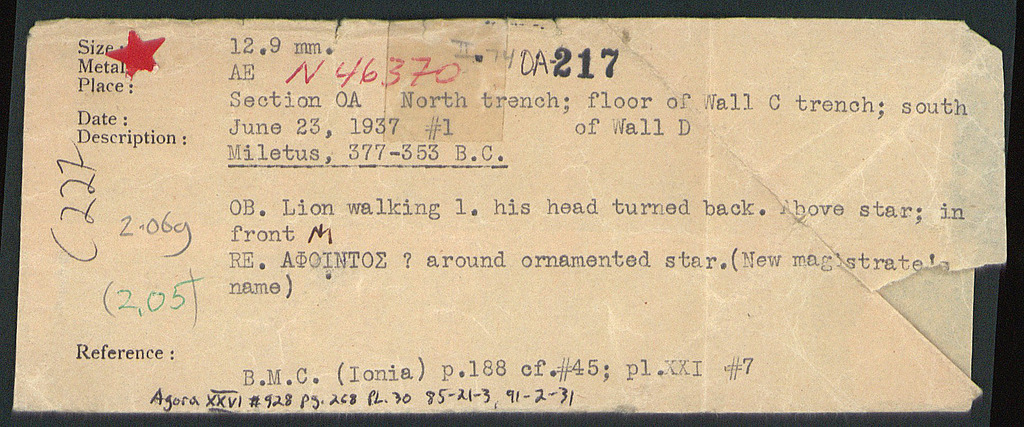 Size: 12.9 mm. II.'74 OA-217
Metal: AE N 46370
Place:
Section OA North trench; floor of Wall C trench; south
Date: June 23, 1937 #1 of Wall D
Description: Miletus, 377-353 B.C.
C227
OB. Lion walking l. his head turned back. Above star; in
2.06g
front M
RE. ΑΦΟΙΝΤΟΣ ? around ornamented star.(New magistrate's
(2,05)
name)
Reference:
B.M.C. (Ionia) p.188 cf.#45; pl.XXI #7
Agora XXVI #928 pg. 268 PL. 30 85-21-3, 91-2-31